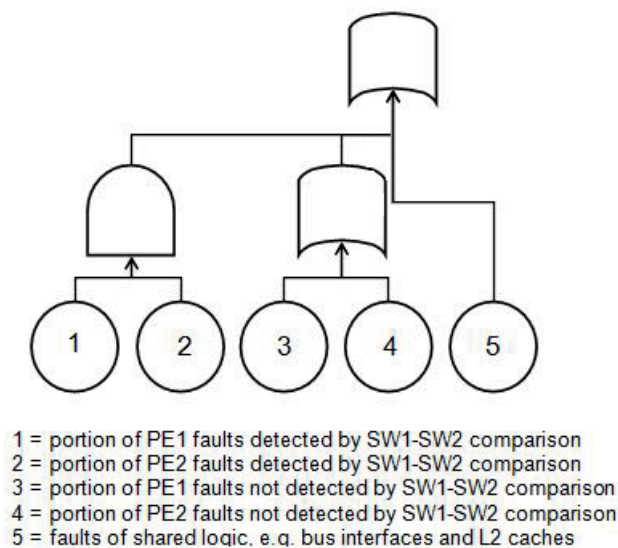 1
2
3
4
5
1 = portion of PE1 faults detected by SW1-SW2 comparison
2 = portion of PE2 faults detected by SW1-SW2 comparison
3 = portion of PE1 faults not detected by SW1-SW2 comparison
4 = portion of PE2 faults not detected by SW1-SW2 comparison
5 = faults of shared logic, e.g. bus interfaces and L2 caches